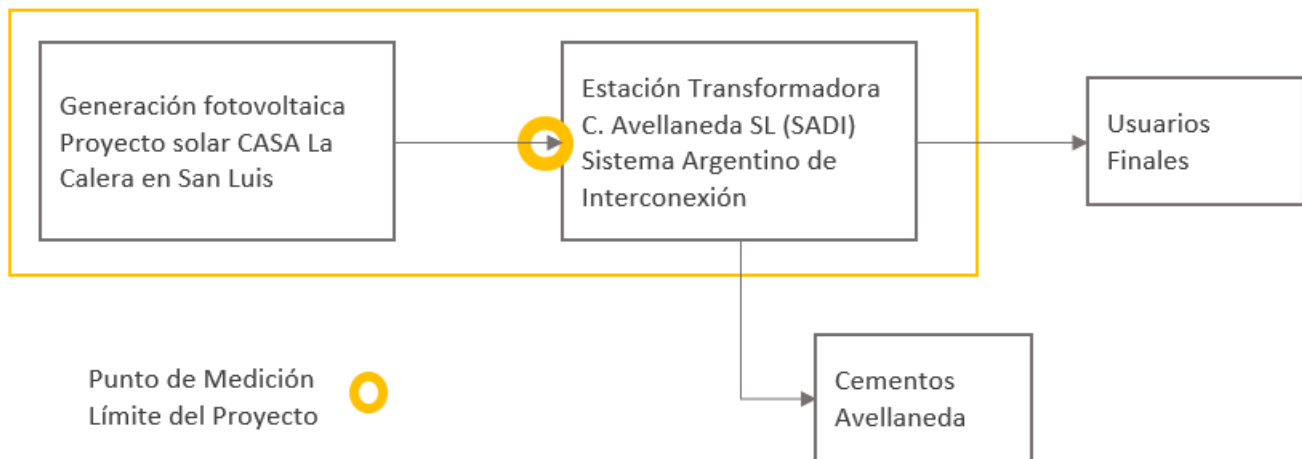 Generación fotovoltaica
Proyecto solar CASA La
Calera en San Luis
Estación Transformadora
C. Avellaneda SL (SADI)
Sistema Argentino de
Interconexión
Usuarios
Finales
Cementos
Avellaneda
Punto de Medición
Límite del Proyecto